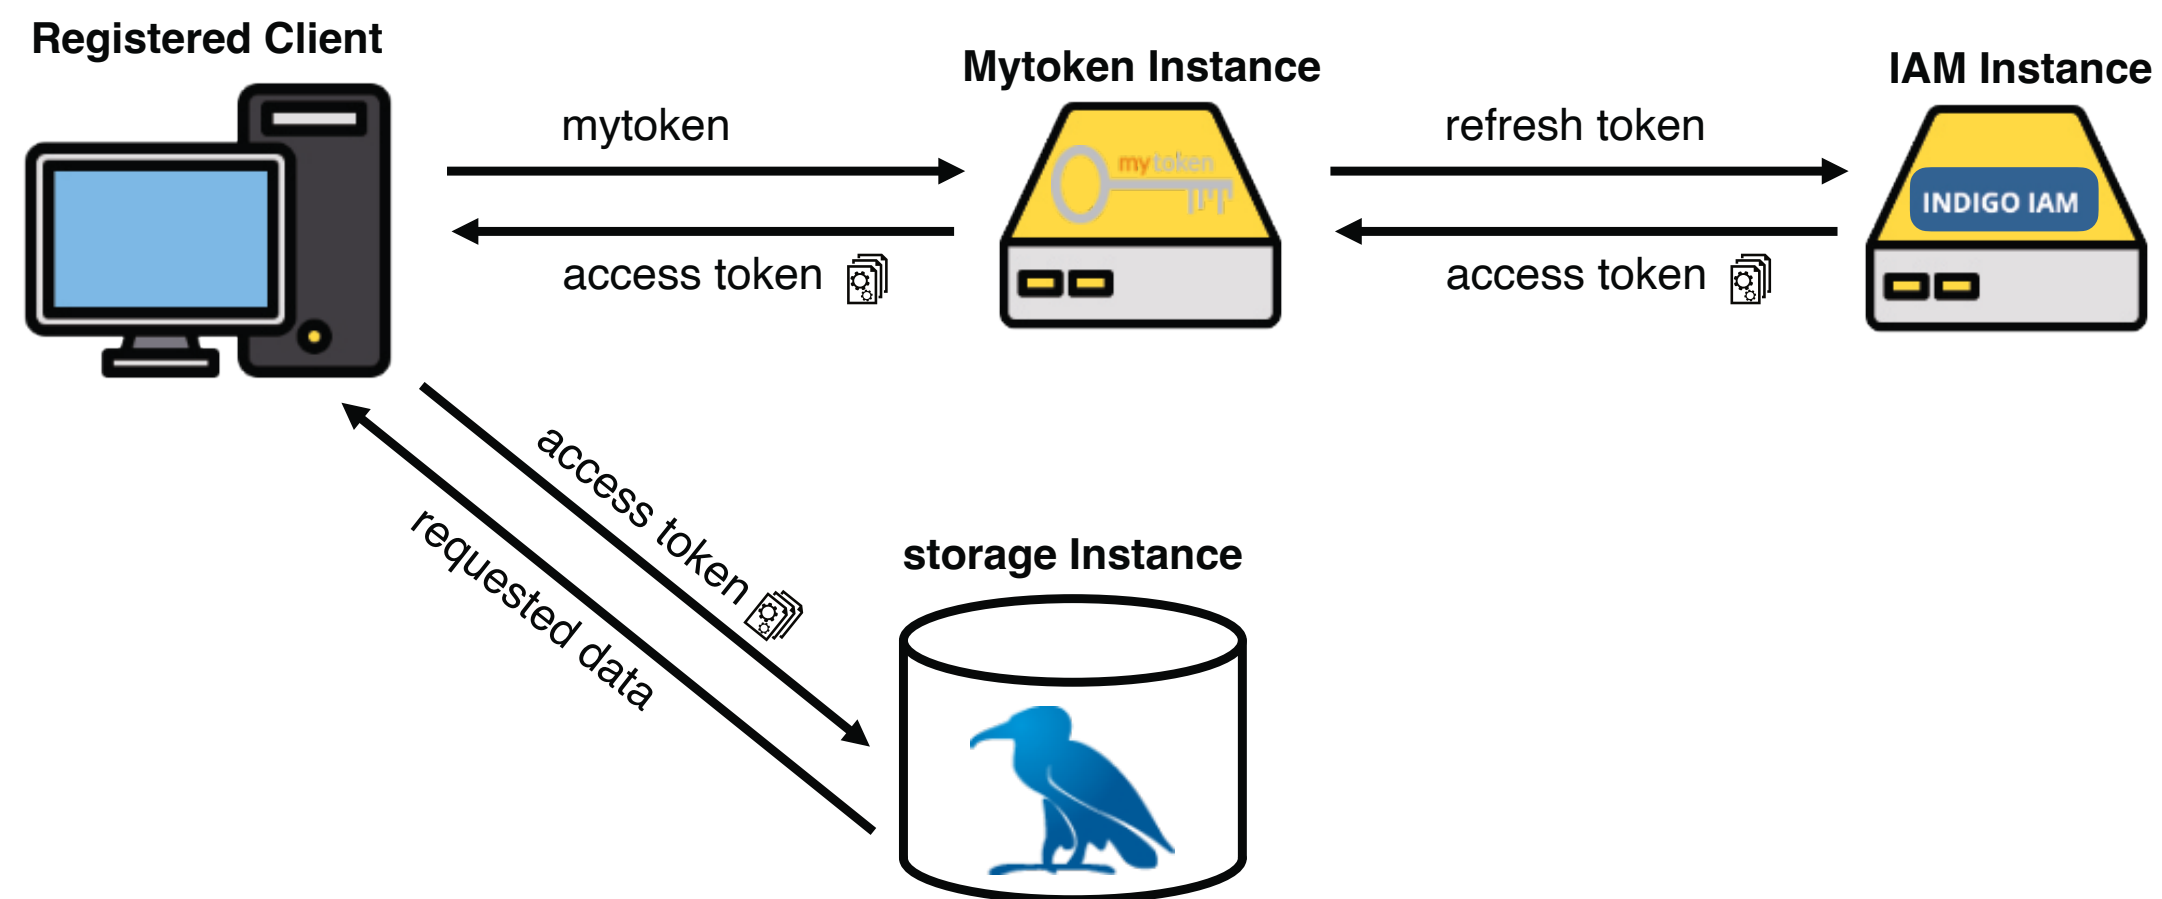 Registered Client
Mytoken Instance
IAM Instance
mytoken
refresh token
mytoken
INDIGO IAM
access token
access token
access token
requested data
storage Instance